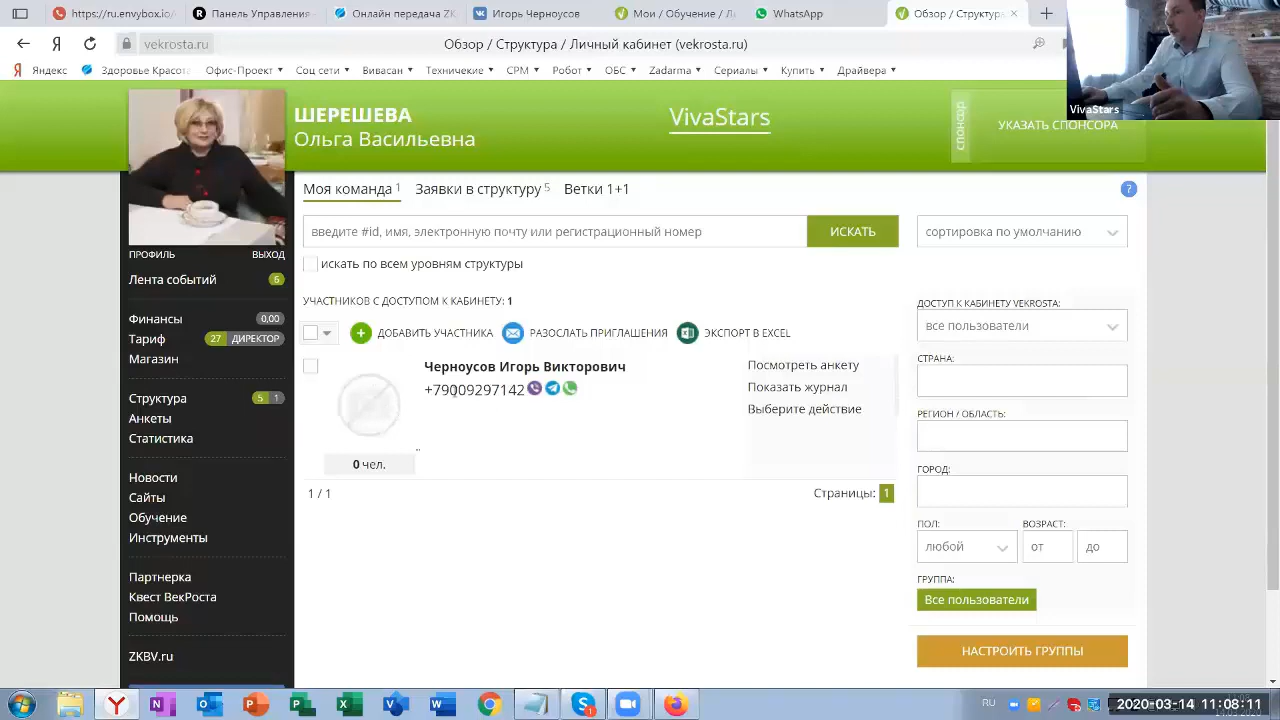 https://ru.envybox.io/
Панель Управления
Онлайн передача ZK
Игорь Черноусов
Мои / Обучение / Ли
WhatsApp
Обзор / Структура
vekrosta.ru
Обзор / Структура / Личный кабинет (vekrosta.ru)
Яндекс
Здоровье Красота
Офис-Проект
Соц сети
Вивасан
Технические
СРМ
Хостег
ОБС
Zadarma
Сериалы
Купить
Драйвера
VivaStars
ШЕРЕШЕВА
Ольга Васильевна
VivaStars
спонсор
УКАЗАТЬ СПОНСОРА
ПРОФИЛЬ
ВЫХОД
Лента событий 6
Финансы 0,00
Тариф 27 ДИРЕКТОР
Магазин
Структура 5 1
Анкеты
Статистика
Новости
Сайты
Обучение
Инструменты
Партнерка
Квест ВекРоста
Помощь
ZKBV.ru
Моя команда 1
Заявки в структуру 5
Ветки 1+1
?
введите #id, имя, электронную почту или регистрационный номер
ИСКАТЬ
сортировка по умолчанию
искать по всем уровням структуры
УЧАСТНИКОВ С ДОСТУПОМ К КАБИНЕТУ: 1
ДОБАВИТЬ УЧАСТНИКА
РАЗОСЛАТЬ ПРИГЛАШЕНИЯ
ЭКСПОРТ В EXCEL
Черноусов Игорь Викторович
+79009297142
0 чел.
Посмотреть анкету
Показать журнал
Выберите действие
1 / 1
Страницы: 1
ДОСТУП К КАБИНЕТУ VEKROSTA:
все пользователи
СТРАНА:
РЕГИОН / ОБЛАСТЬ:
ГОРОД:
ПОЛ:
ВОЗРАСТ:
любой
от
до
ГРУППА:
Все пользователи
НАСТРОИТЬ ГРУППЫ
RU
2020-03-14 11:08:11